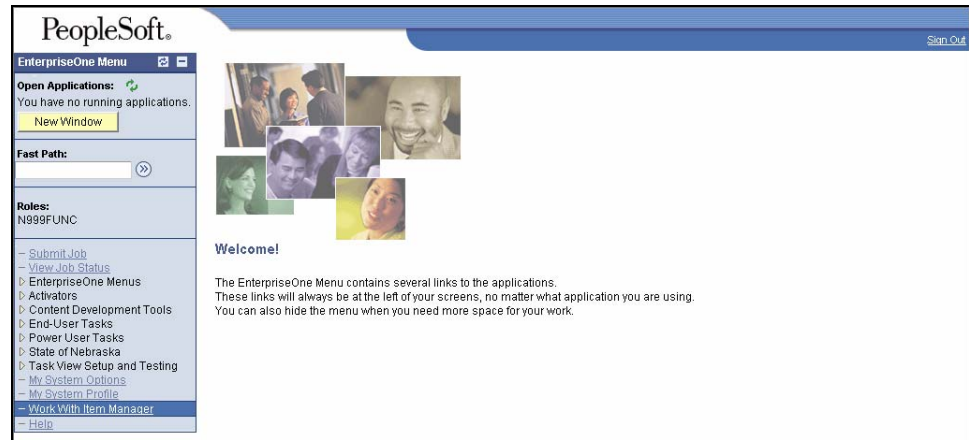 PeopleSoft®
Sign Out
EnterpriseOne Menu
Open Applications:
You have no running applications.
New Window
Fast Path:
Roles:
N999FUNC
– Submit Job
– View Job Status
EnterpriseOne Menus
Activators
Content Development Tools
End-User Tasks
Power User Tasks
State of Nebraska
Task View Setup and Testing
– My System Options
– My System Profile
– Work With Item Manager
– Help
Welcome!
The EnterpriseOne Menu contains several links to the applications.
These links will always be at the left of your screens, no matter what application you are using.
You can also hide the menu when you need more space for your work.